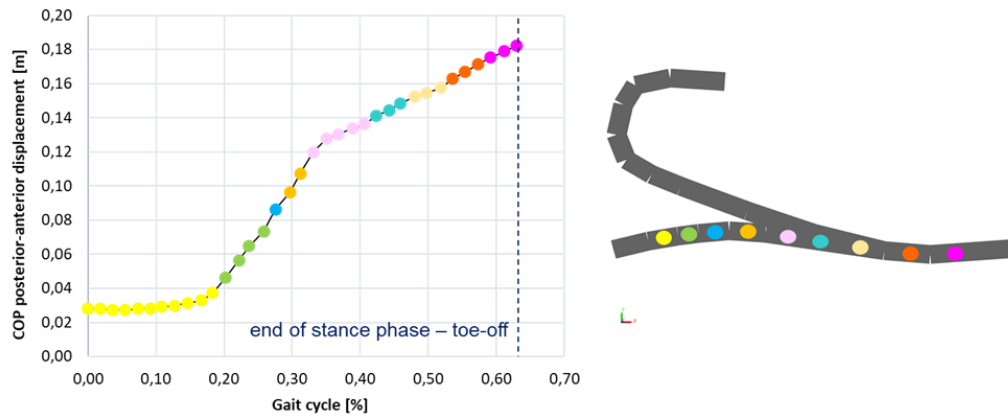 0,20
0,18
0,16
0,14
0,12
0,10
0,08
0,06
0,04
0,02
0,00
COP posterior-anterior displacement [m]
end of stance phase – toe-off
0,00 0,10 0,20 0,30 0,40 0,50 0,60 0,70
Gait cycle [%]